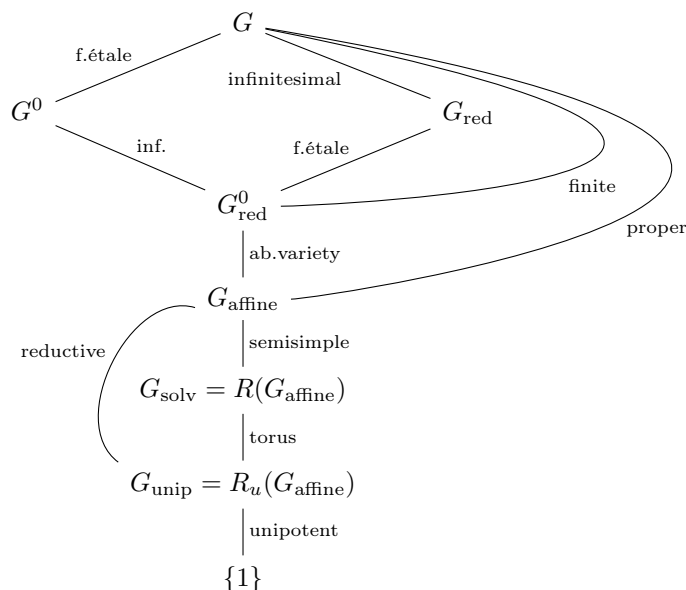 G
f.étale
infinitesimal
G^0
G_red
inf.
f.étale
finite
G^0_red
proper
ab.variety
G_affine
reductive
semisimple
G_solv = R(G_affine)
torus
G_unip = R_u(G_affine)
unipotent
{1}